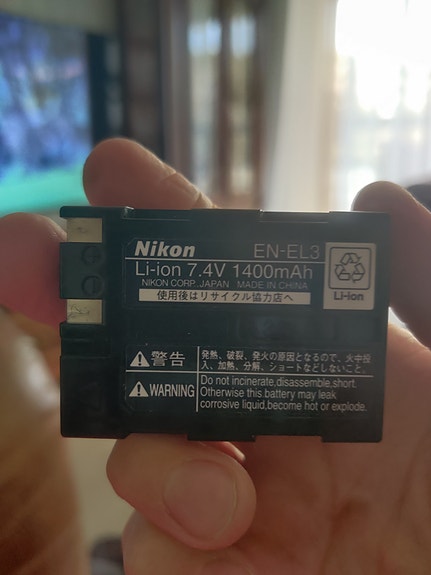 Nikon EN-EL3
Li-ion 7.4V 1400mAh
NIKON CORP. JAPAN MADE IN CHINA
使用後はリサイクル協力店へ
Li-ion
警告
発熱、破裂、発火の原因となるので、火中投
入、加熱、分解、ショートなどしないこと。
WARNING
Do not incinerate,disassemble,short.
Otherwise this battery may leak
corrosive liquid,become hot or explode.